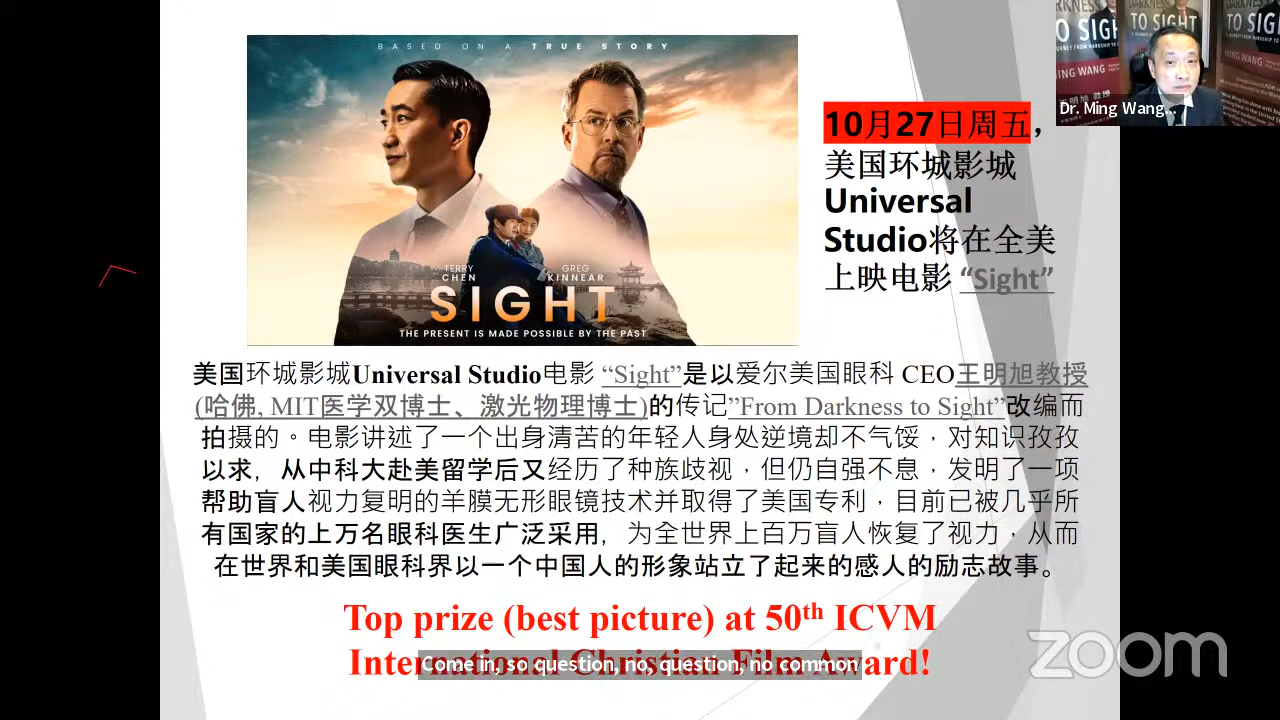 BASED ON A TRUE STORY
TERRY CHEN
GREG KINNEAR
SIGHT
THE PRESENT IS MADE POSSIBLE BY THE PAST
10月27日周五,
美国环城影城
Universal
Studio将在全美
上映电影 “Sight”
美国环城影城Universal Studio电影 “Sight”是以爱尔美国眼科 CEO王明旭教授
(哈佛, MIT医学双博士、激光物理博士)的传记”From Darkness to Sight”改编而
拍摄的。电影讲述了一个出身清苦的年轻人身处逆境却不气馁，对知识孜孜
以求，从中科大赴美留学后又经历了种族歧视，但仍自强不息，发明了一项
帮助盲人视力复明的羊膜无形眼镜技术并取得了美国专利，目前已被几乎所
有国家的上万名眼科医生广泛采用，为全世界上百万盲人恢复了视力，从而
在世界和美国眼科界以一个中国人的形象站立了起来的感人的励志故事。
Top prize (best picture) at 50th ICVM
International Christian Film Award!
Come in, so question, no, question, no common
TO SIGHT
MING WANG
Dr. Ming Wang...
zoom